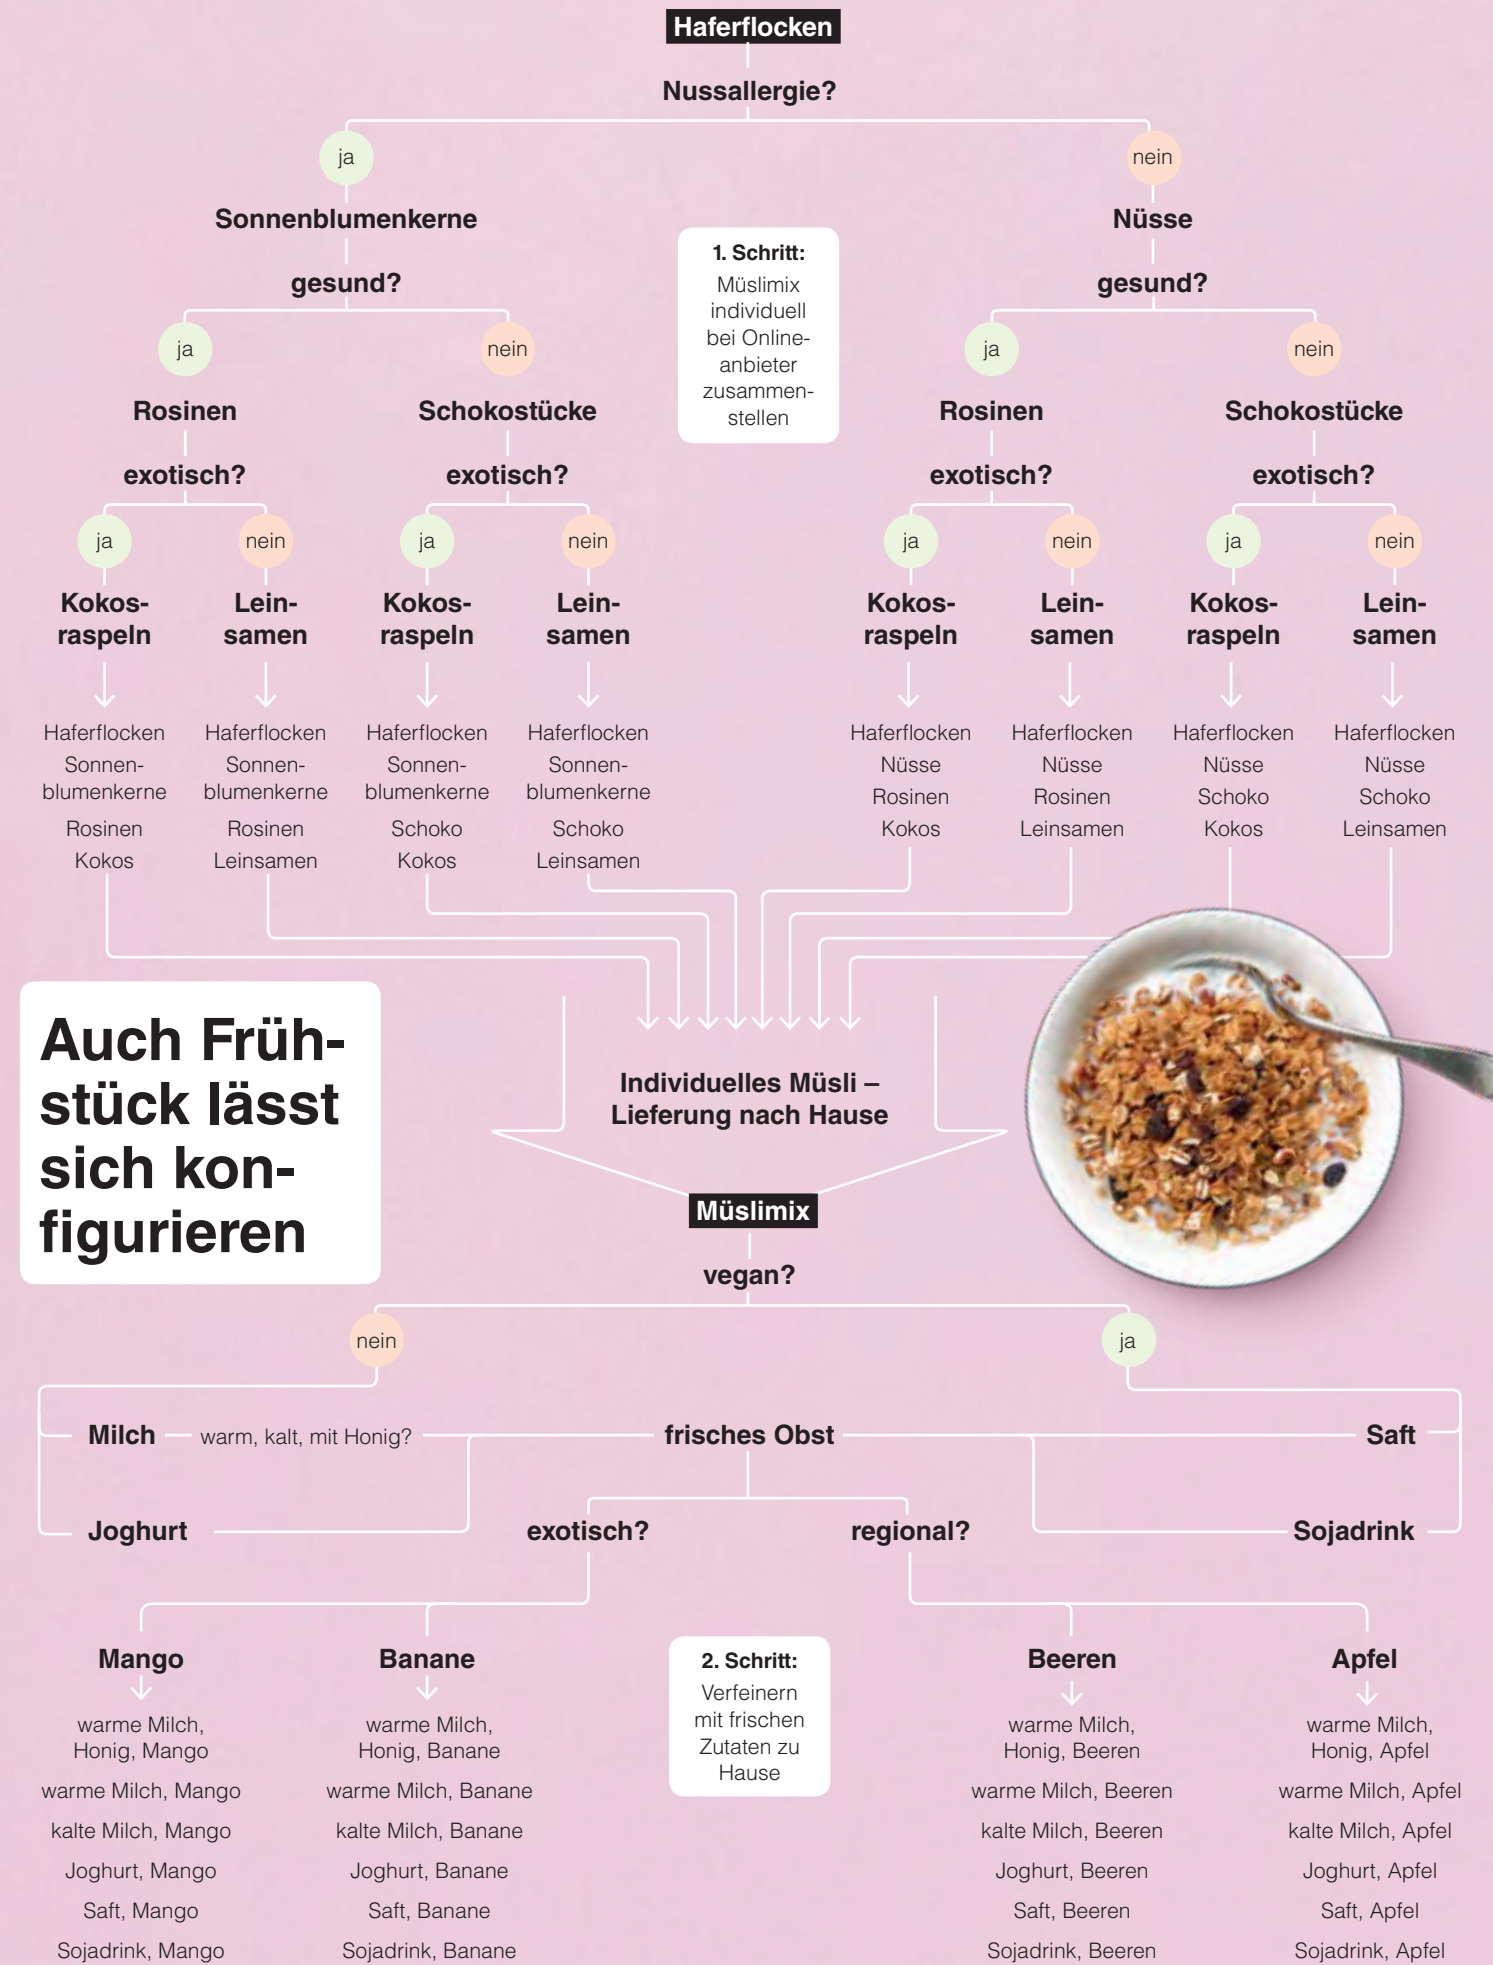 Haferflocken
Nussallergie?
ja
nein
Sonnenblumenkerne
Nüsse
gesund?
gesund?
ja
nein
ja
nein
Rosinen
Schokostücke
Rosinen
Schokostücke
exotisch?
exotisch?
exotisch?
exotisch?
ja
nein
ja
nein
ja
nein
ja
nein
Kokos-
raspeln
Lein-
samen
Kokos-
raspeln
Lein-
samen
Kokos-
raspeln
Lein-
samen
Kokos-
raspeln
Lein-
samen
1. Schritt:
Müslimix
individuell
bei Online-
anbieter
zusammen-
stellen
Haferflocken
Sonnen-
blumenkerne
Rosinen
Kokos
Haferflocken
Sonnen-
blumenkerne
Rosinen
Leinsamen
Haferflocken
Sonnen-
blumenkerne
Schoko
Kokos
Haferflocken
Sonnen-
blumenkerne
Schoko
Leinsamen
Haferflocken
Nüsse
Rosinen
Kokos
Haferflocken
Nüsse
Rosinen
Leinsamen
Haferflocken
Nüsse
Schoko
Kokos
Haferflocken
Nüsse
Schoko
Leinsamen
Auch Früh-
stück lässt
sich kon-
figurieren
Individuelles Müsli –
Lieferung nach Hause
Müslimix
vegan?
nein
ja
Milch
warm, kalt, mit Honig?
frisches Obst
Saft
Joghurt
exotisch?
regional?
Sojadrink
Mango
warme Milch,
Honig, Mango
warme Milch, Mango
kalte Milch, Mango
Joghurt, Mango
Saft, Mango
Sojadrink, Mango
Banane
warme Milch,
Honig, Banane
warme Milch, Banane
kalte Milch, Banane
Joghurt, Banane
Saft, Banane
Sojadrink, Banane
2. Schritt:
Verfeinern
mit frischen
Zutaten zu
Hause
Beeren
warme Milch,
Honig, Beeren
warme Milch, Beeren
kalte Milch, Beeren
Joghurt, Beeren
Saft, Beeren
Sojadrink, Beeren
Apfel
warme Milch,
Honig, Apfel
warme Milch, Apfel
kalte Milch, Apfel
Joghurt, Apfel
Saft, Apfel
Sojadrink, Apfel